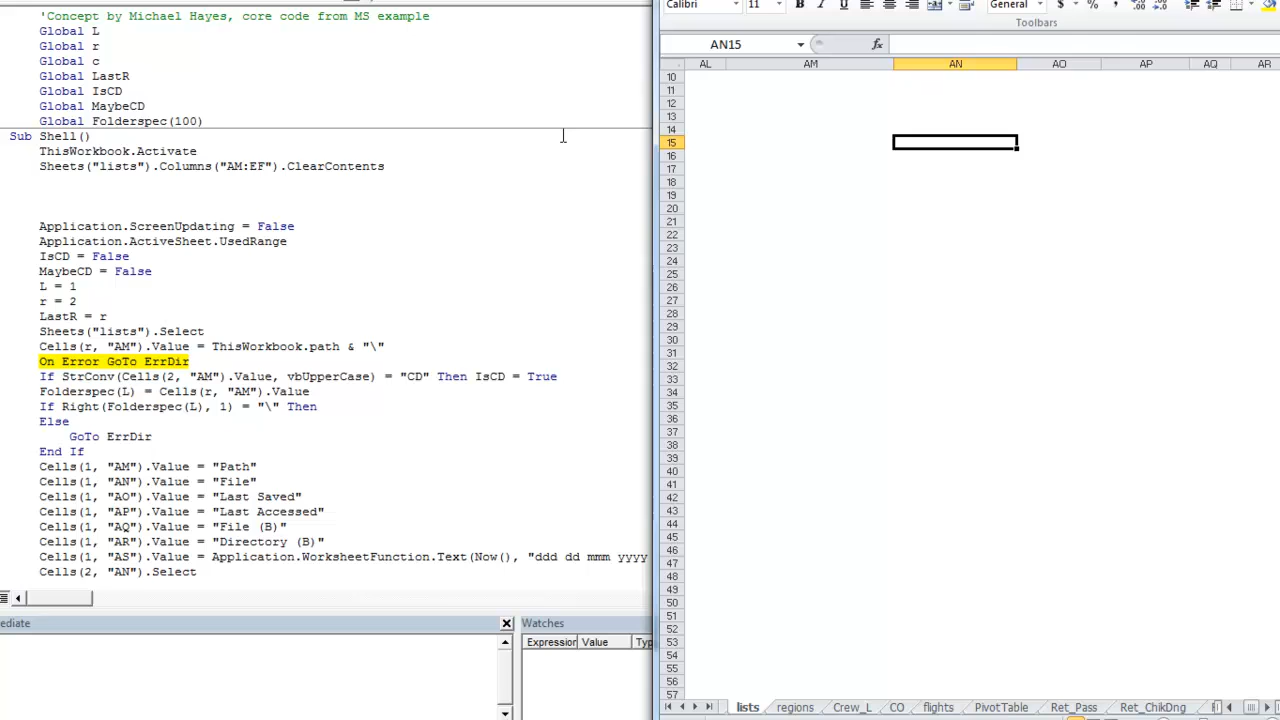 'Concept by Michael Hayes, core code from MS example
Global L
Global r
Global c
Global LastR
Global IsCD
Global MaybeCD
Global Folderspec(100)
Sub Shell()
ThisWorkbook.Activate
Sheets("lists").Columns("AM:EF").ClearContents
Application.ScreenUpdating = False
Application.ActiveSheet.UsedRange
IsCD = False
MaybeCD = False
L = 1
r = 2
LastR = r
Sheets("lists").Select
Cells(r, "AM").Value = ThisWorkbook.path & "\"
On Error GoTo ErrDir
If StrConv(Cells(2, "AM").Value, vbUpperCase) = "CD" Then IsCD = True
Folderspec(L) = Cells(r, "AM").Value
If Right(Folderspec(L), 1) = "\" Then
Else
GoTo ErrDir
End If
Cells(1, "AM").Value = "Path"
Cells(1, "AN").Value = "File"
Cells(1, "AO").Value = "Last Saved"
Cells(1, "AP").Value = "Last Accessed"
Cells(1, "AQ").Value = "File (B)"
Cells(1, "AR").Value = "Directory (B)"
Cells(1, "AS").Value = Application.WorksheetFunction.Text(Now(), "ddd dd mmm yyyy
Cells(2, "AN").Select
ediate
Watches
Expression Value Typ
Calibri 11 B I U General $ %
Toolbars
AN15 fx
AL AM AN AO AP AQ AR
10
11
12
13
14
15
16
17
18
19
20
21
22
23
24
25
26
27
28
29
30
31
32
33
34
35
36
37
38
39
40
41
42
43
44
45
46
47
48
49
50
51
52
53
54
55
56
57
lists regions Crew_L CO flights PivotTable Ret_Pass Ret_ChikDng